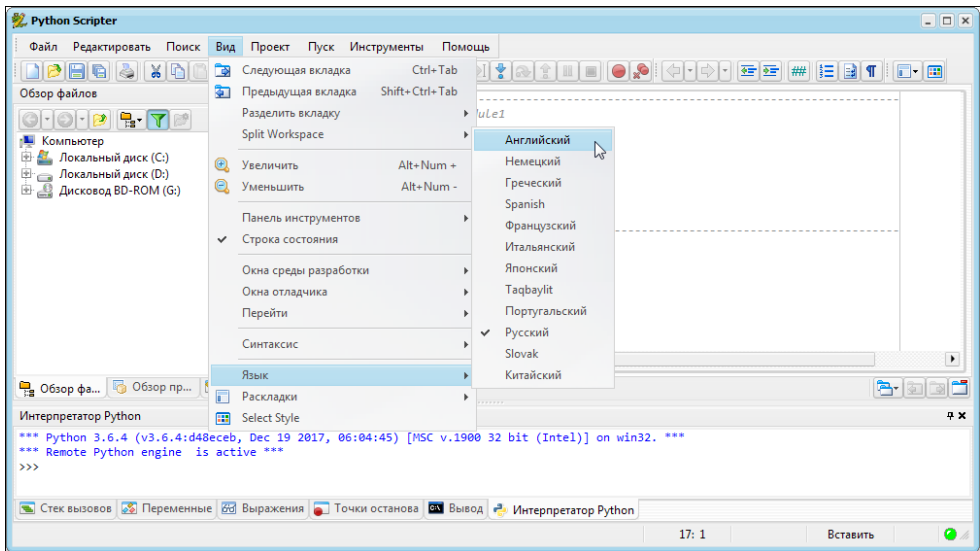 Python Scripter
Файл Редактировать Поиск Вид Проект Пуск Инструменты Помощь
Обзор файлов
Компьютер
Локальный диск (C:)
Локальный диск (D:)
Дисковод BD-ROM (G:)
Следующая вкладка Ctrl+Tab
Предыдущая вкладка Shift+Ctrl+Tab
Разделить вкладку
Split Workspace
Увеличить Alt+Num +
Уменьшить Alt+Num -
Панель инструментов
Строка состояния
Окна среды разработки
Окна отладчика
Перейти
Синтаксис
Язык
Раскладки
Select Style
Английский
Немецкий
Греческий
Spanish
Французский
Итальянский
Японский
Taqbaylit
Португальский
Русский
Slovak
Китайский
Обзор фа... Обзор пр...
Интерпретатор Python
*** Python 3.6.4 (v3.6.4:d48eceb, Dec 19 2017, 06:04:45) [MSC v.1900 32 bit (Intel)] on win32. ***
*** Remote Python engine is active ***
>>>
Стек вызовов Переменные Выражения Точки останова Вывод Интерпретатор Python
17: 1 Вставить